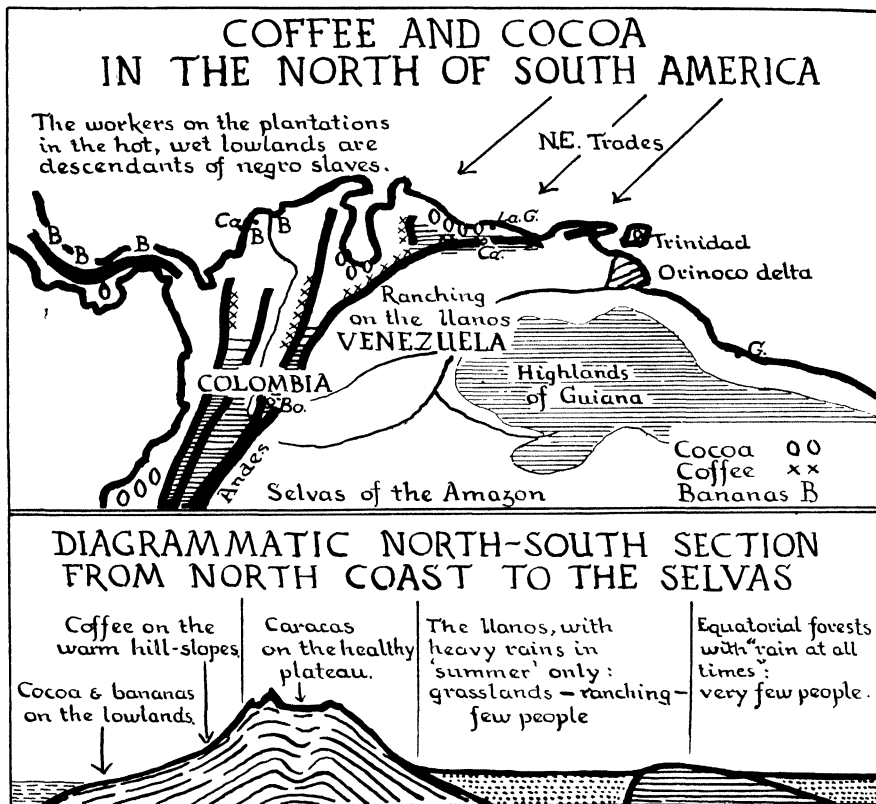 COFFEE AND COCOA
IN THE NORTH OF SOUTH AMERICA
The workers on the plantations
in the hot, wet lowlands are
descendants of negro slaves.
N.E. Trades
Ca.
B
B
B
B
B
La.G.
Ca.
Trinidad
Orinoco delta
Ranching
on the llanos
VENEZUELA
G.
Highlands
of Guiana
COLOMBIA
Bo.
Andes
Selvas of the Amazon
Cocoa
Coffee xx
Bananas B
DIAGRAMMATIC NORTH-SOUTH SECTION
FROM NORTH COAST TO THE SELVAS
Coffee on the
warm hill-slopes.
Cocoa & bananas
on the lowlands.
Caracas
on the healthy
plateau.
The llanos, with
heavy rains in
'summer' only:
grasslands – ranching –
few people
Equatorial forests
with "rain at all
times":
very few people.